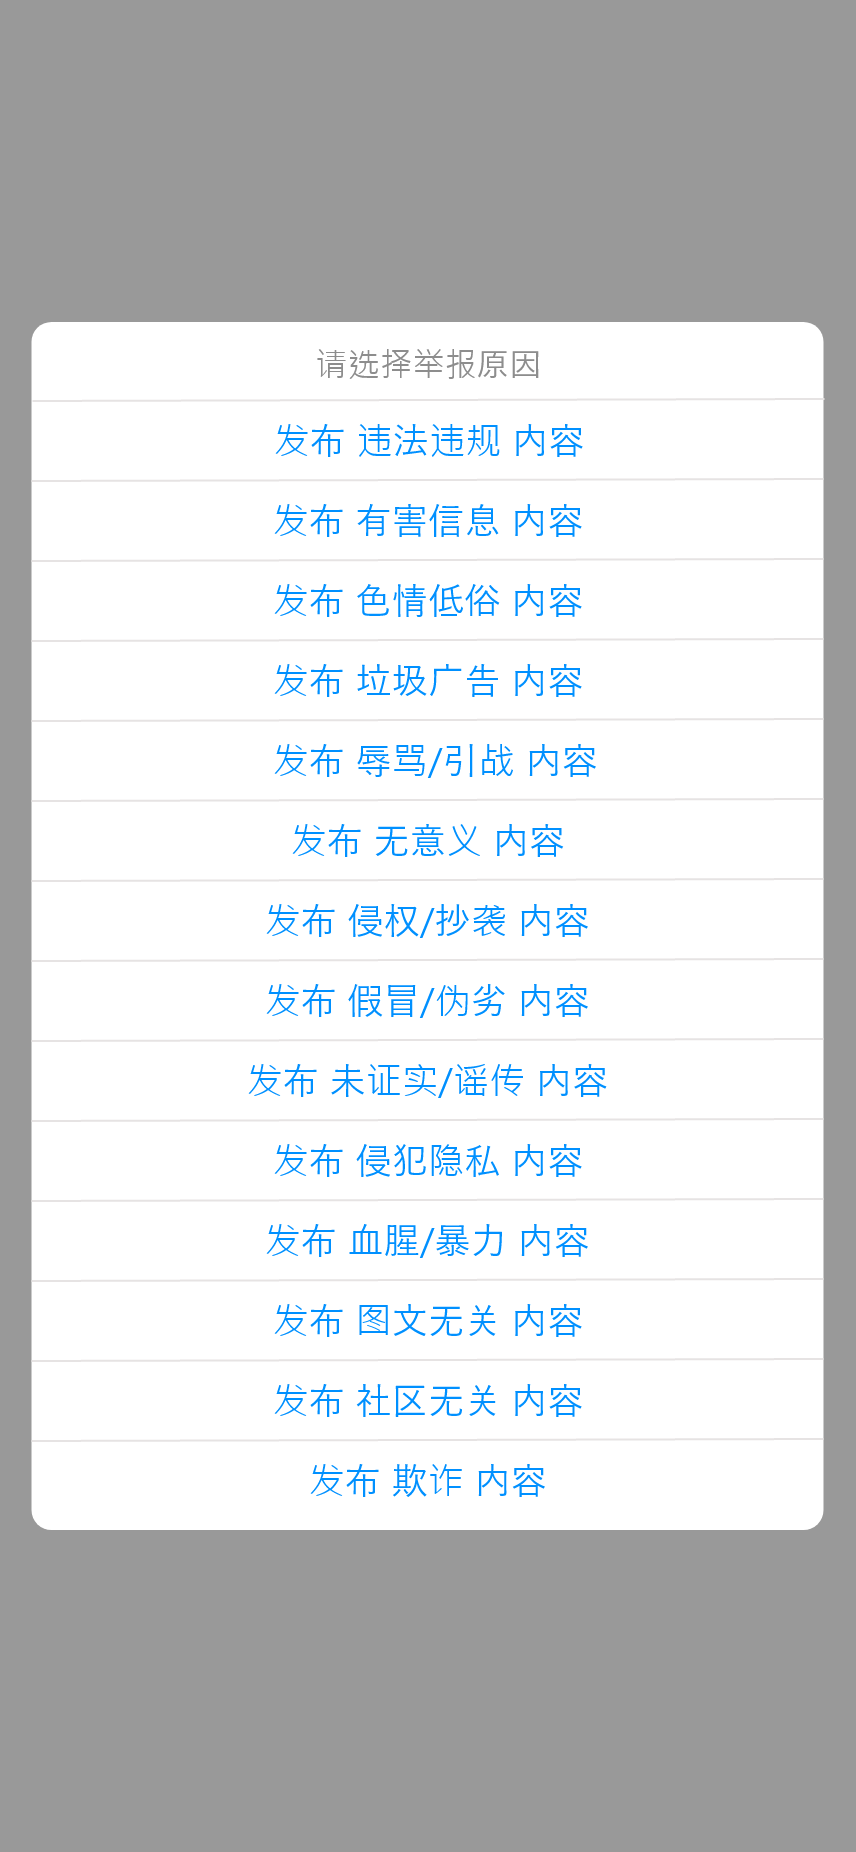 请选择举报原因
发布 违法违规 内容
发布 有害信息 内容
发布 色情低俗 内容
发布 垃圾广告 内容
发布 辱骂/引战 内容
发布 无意义 内容
发布 侵权/抄袭 内容
发布 假冒/伪劣 内容
发布 未证实/谣传 内容
发布 侵犯隐私 内容
发布 血腥/暴力 内容
发布 图文无关 内容
发布 社区无关 内容
发布 欺诈 内容